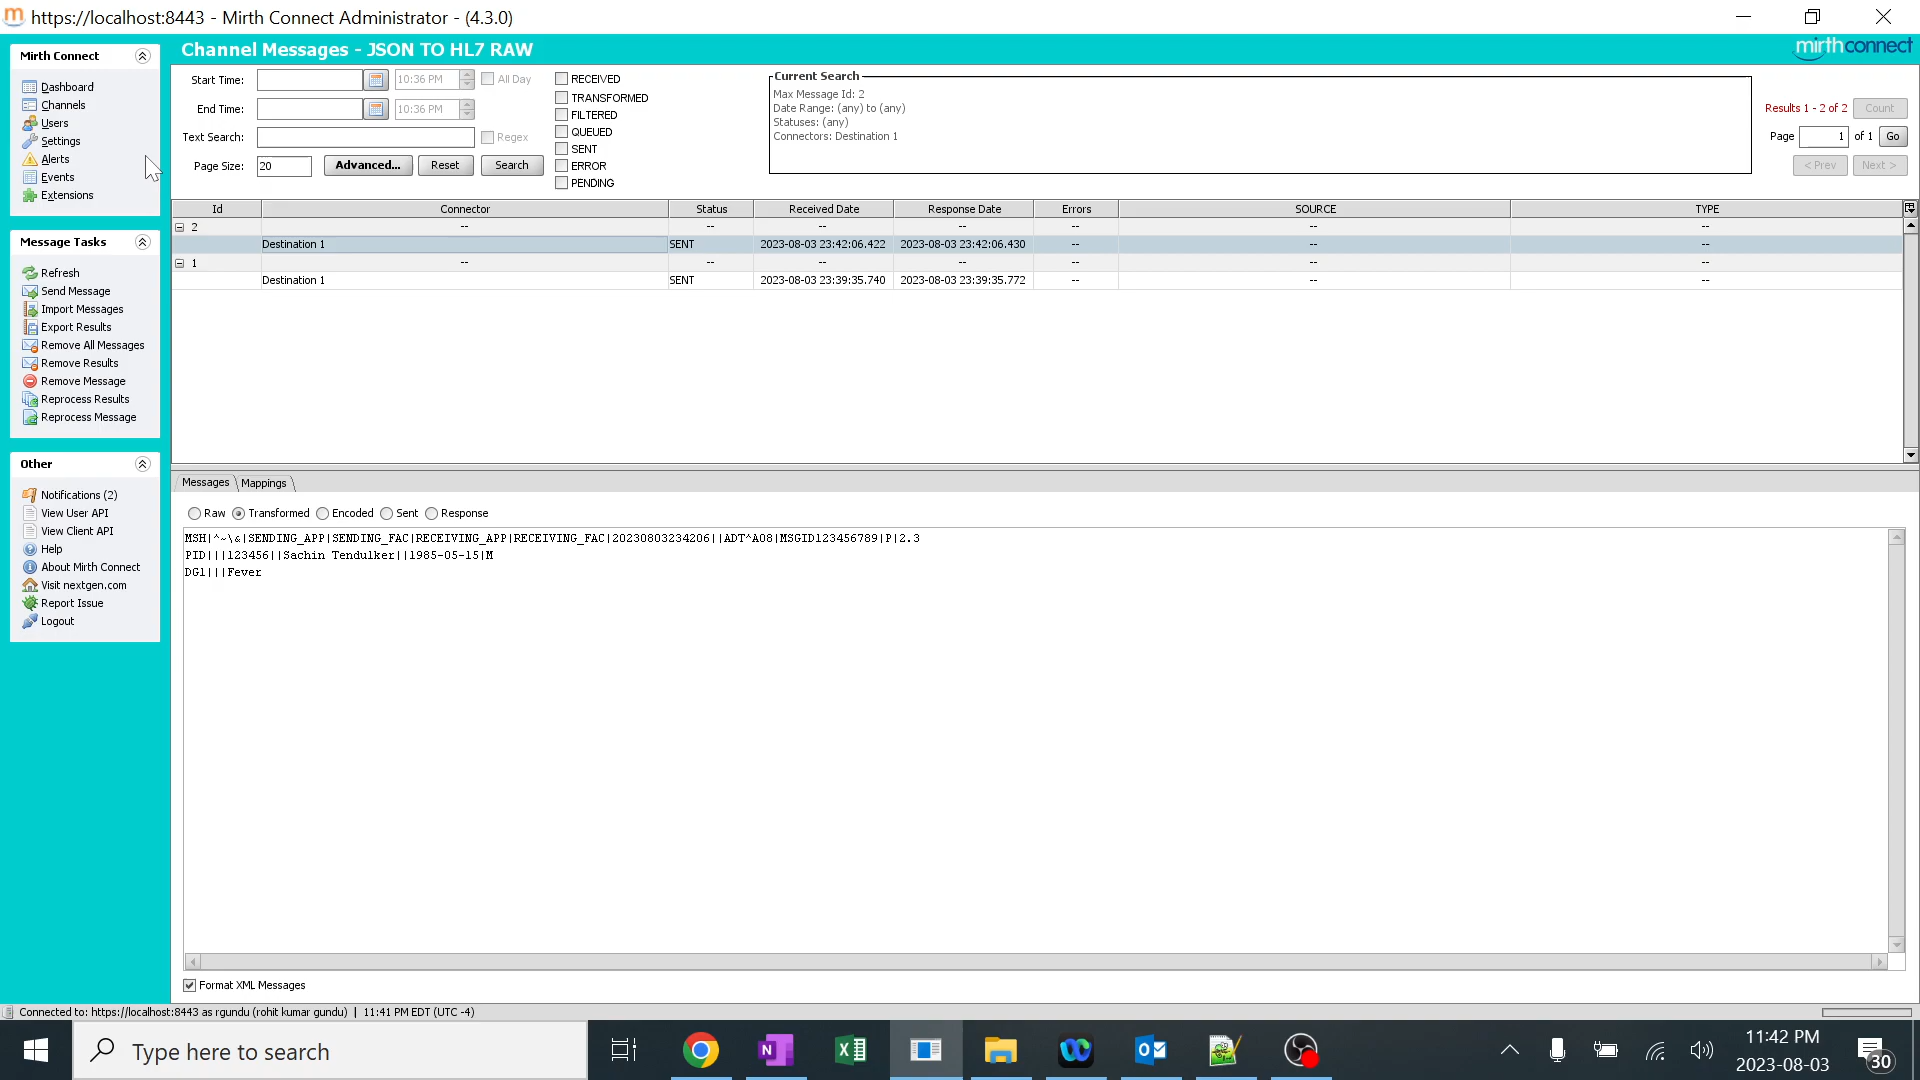 https://localhost:8443 - Mirth Connect Administrator - (4.3.0)
Mirth Connect
Dashboard
Channels
Users
Settings
Alerts
Events
Extensions
Message Tasks
Refresh
Send Message
Import Messages
Export Results
Remove All Messages
Remove Results
Remove Message
Reprocess Results
Reprocess Message
Other
Notifications (2)
View User API
View Client API
Help
About Mirth Connect
Visit nextgen.com
Report Issue
Logout
Channel Messages - JSON TO HL7 RAW
mirthconnect
Start Time: 10:36 PM All Day
End Time: 10:36 PM
Text Search: Regex
Page Size: 20 Advanced... Reset Search
RECEIVED
TRANSFORMED
FILTERED
QUEUED
SENT
ERROR
PENDING
Current Search
Max Message Id: 2
Date Range: (any) to (any)
Statuses: (any)
Connectors: Destination 1
Results 1 - 2 of 2 Count
Page 1 of 1 Go
< Prev Next >
Id Connector Status Received Date Response Date Errors SOURCE TYPE
2 -- -- -- -- -- -- --
Destination 1 SENT 2023-08-03 23:42:06.422 2023-08-03 23:42:06.430 -- -- --
1 -- -- -- -- -- -- --
Destination 1 SENT 2023-08-03 23:39:35.740 2023-08-03 23:39:35.772 -- -- --
Messages Mappings
Raw Transformed Encoded Sent Response
MSH|^~\&|SENDING_APP|SENDING_FAC|RECEIVING_APP|RECEIVING_FAC|20230803234206||ADT^A08|MSGID123456789|P|2.3
PID|||123456||Sachin Tendulker||1985-05-15|M
DG1|||Fever
Format XML Messages
Connected to: https://localhost:8443 as rgundu (rohit kumar gundu) | 11:41 PM EDT (UTC -4)
Type here to search
11:42 PM
2023-08-03
30